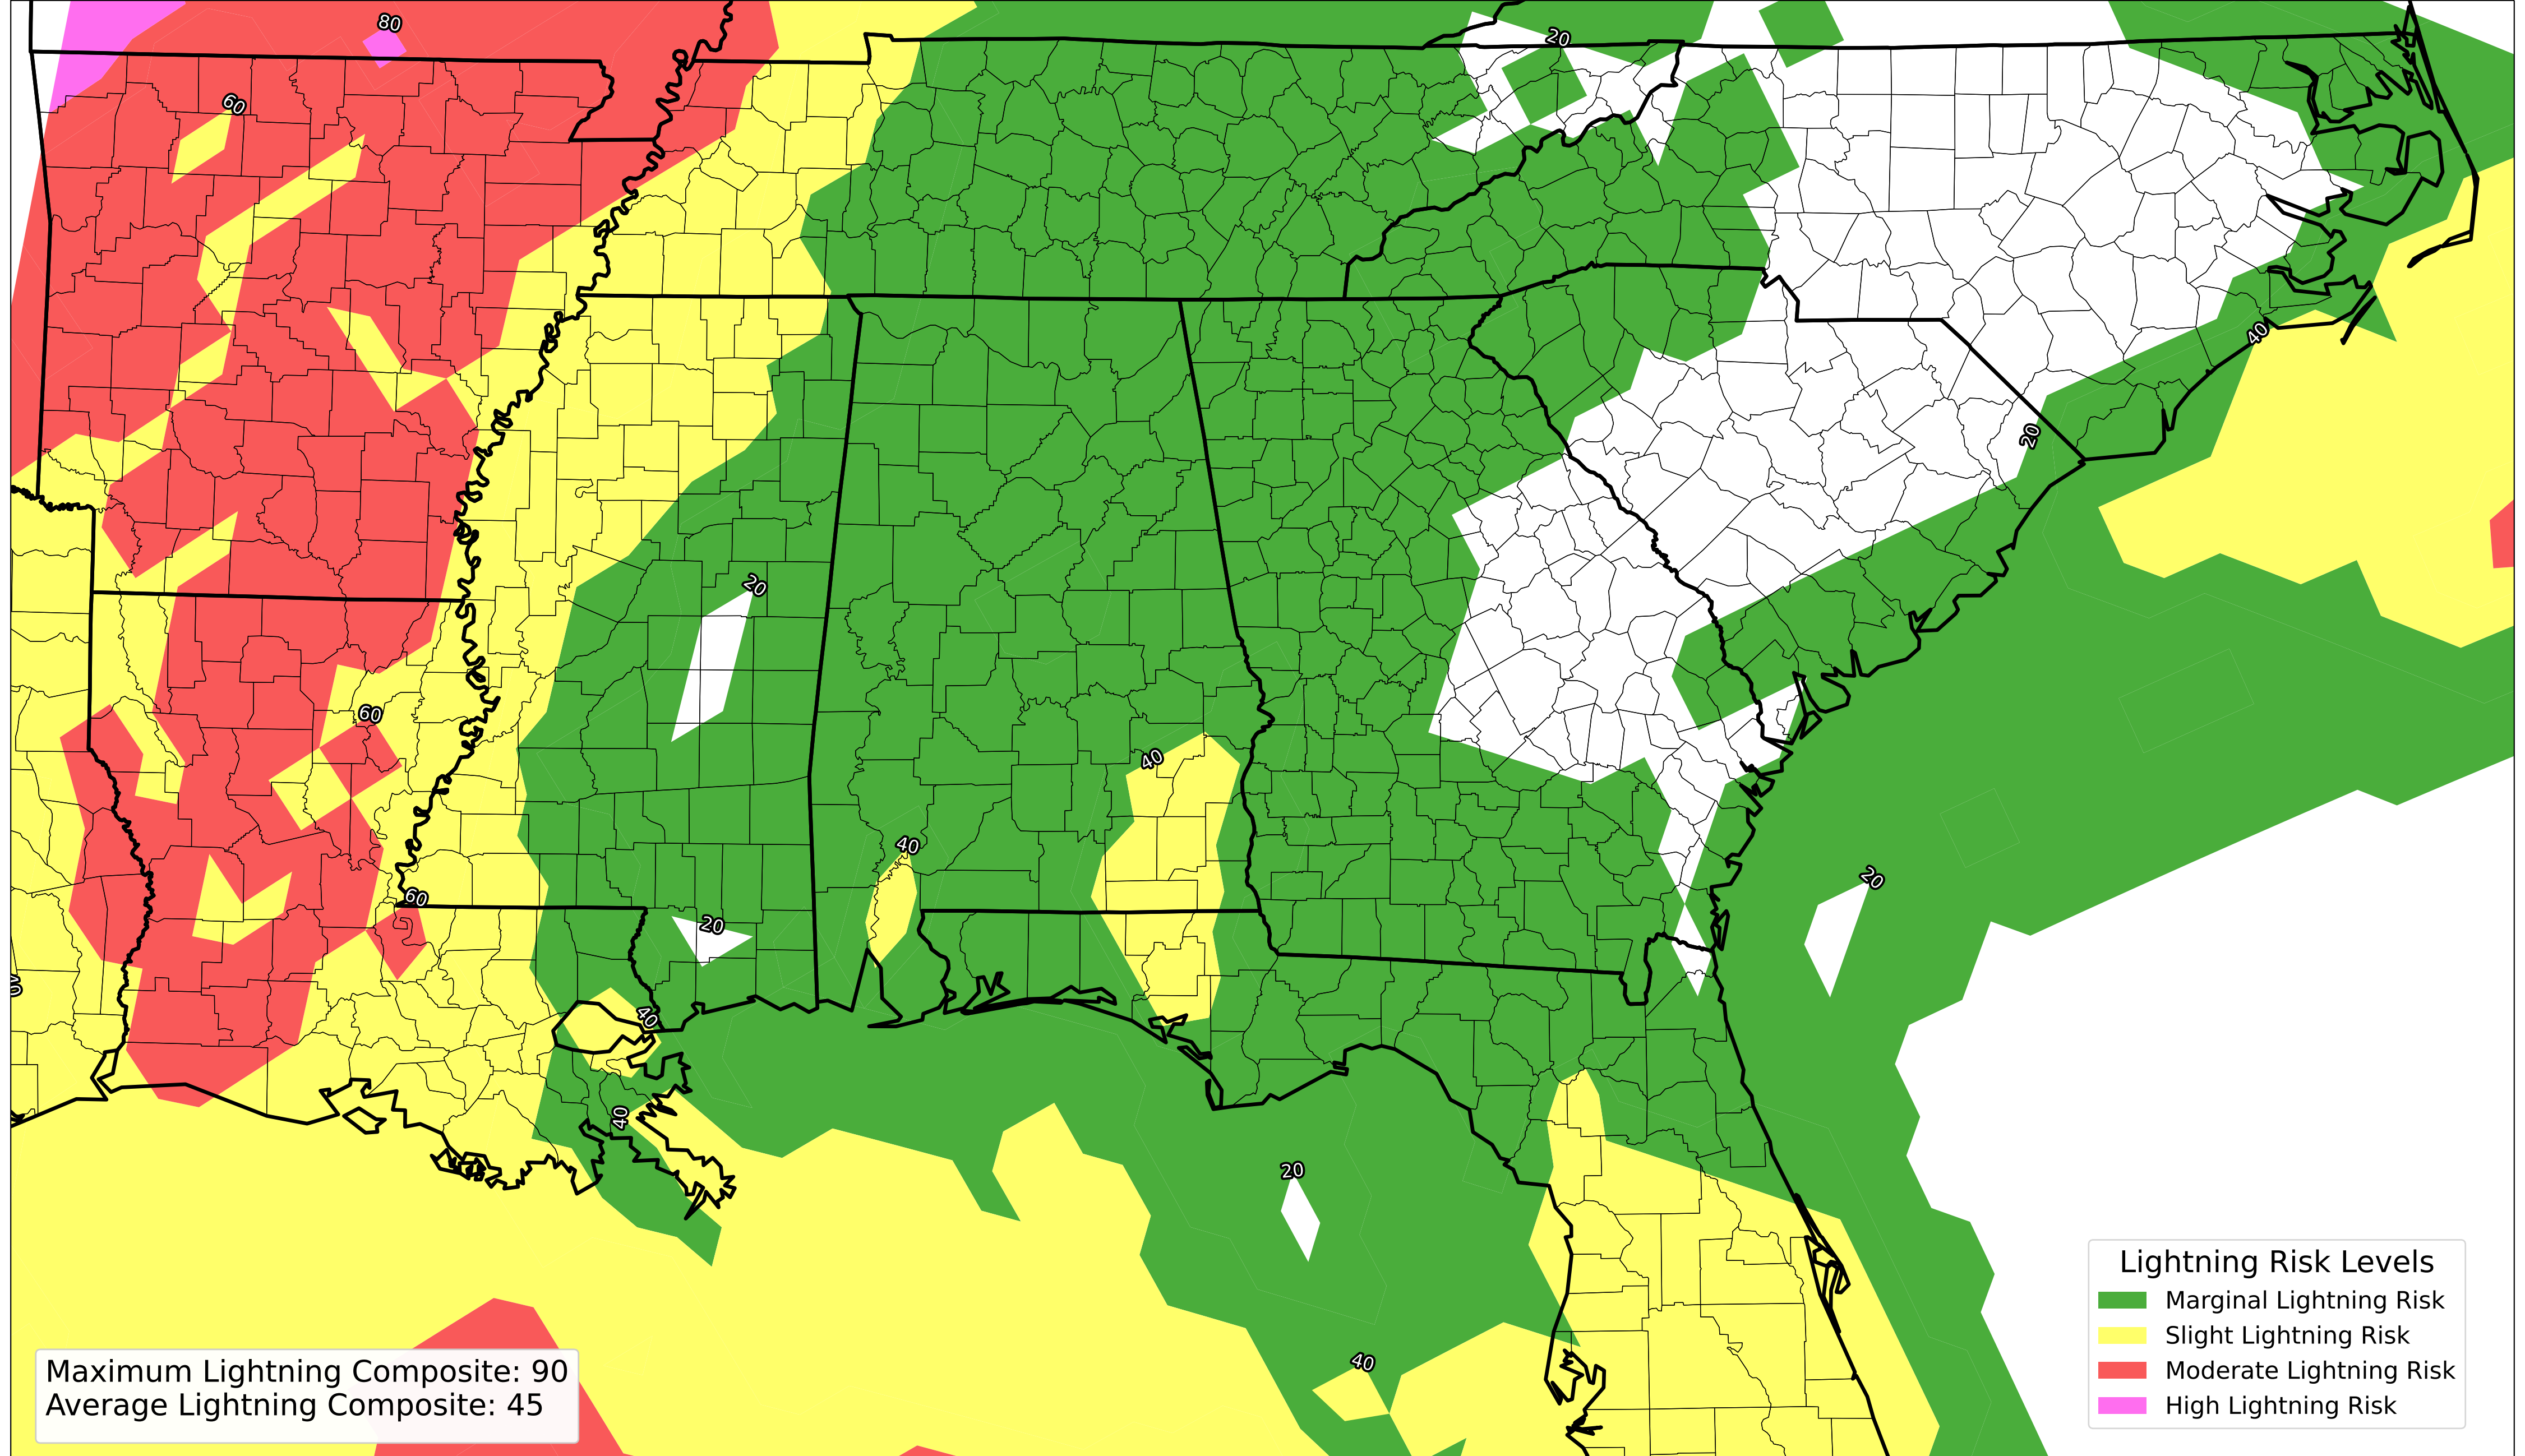 80
20
60
40
20
20
60
40
40
20
60
20
40
40
20
40
Lightning Risk Levels
Marginal Lightning Risk
Slight Lightning Risk
Moderate Lightning Risk
High Lightning Risk
Maximum Lightning Composite: 90
Average Lightning Composite: 45